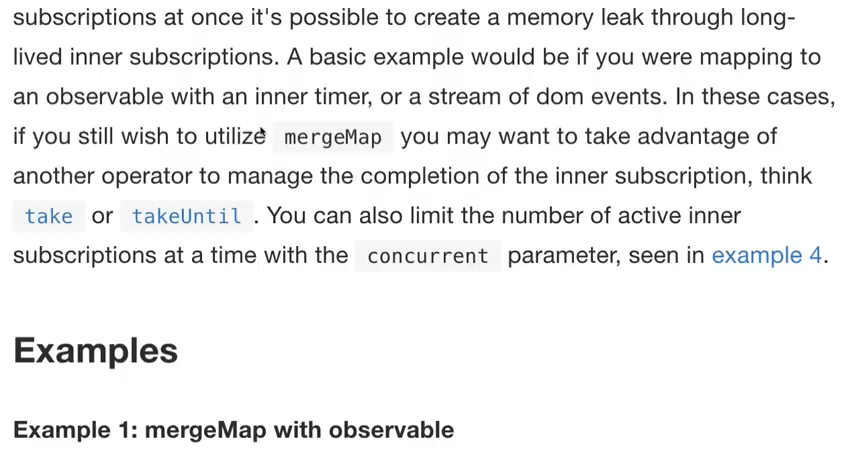 subscriptions at once it's possible to create a memory leak through long-
lived inner subscriptions. A basic example would be if you were mapping to
an observable with an inner timer, or a stream of dom events. In these cases,
if you still wish to utilize mergeMap you may want to take advantage of
another operator to manage the completion of the inner subscription, think
take or takeUntil . You can also limit the number of active inner
subscriptions at a time with the concurrent parameter, seen in example 4.
Examples
Example 1: mergeMap with observable